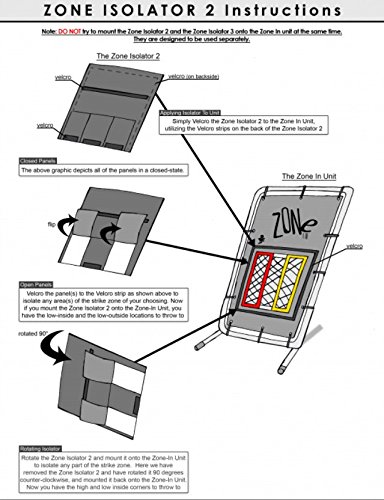 ZONE ISOLATOR 2 Instructions
Note: DO NOT try to mount the Zone Isolator 2 and the Zone Isolator 3 onto the Zone In unit at the same time.
They are designed to be used separately.
The Zone Isolator 2
velcro
velcro (on backside)
velcro
velcro
Applying Isolator To Unit
Simply Velcro the Zone Isolator 2 to the Zone In Unit,
utilizing the Velcro strips on the back of the Zone Isolator 2
Closed Panels
The above graphic depicts all of the panels in a closed-state.
The Zone In Unit
ZONE
velcro
flip
Open Panels
Velcro the panel(s) to the Velcro strip as shown above to
isolate any area(s) of the strike zone of your choosing. Now
if you mount the Zone Isolator 2 onto the Zone-In Unit, you
have the low-inside and the low-outside locations to throw to
rotated 90°
Rotating Isolator
Rotate the Zone Isolator 2 and mount it onto the Zone-In Unit
to isolate any part of the strike zone. Here we have
removed the Zone Isolator 2 and have rotated it 90 degrees
counter-clockwise, and mounted it back onto the Zone-In Unit.
Now you have the high and low inside corners to throw to